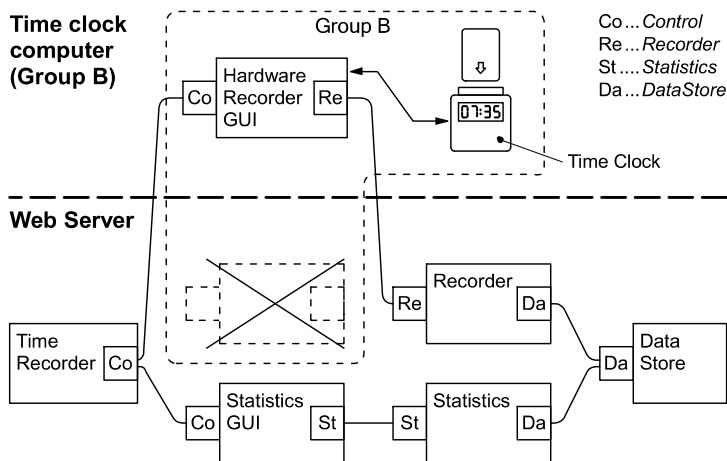 Time clock
computer
(Group B)
Group B
Co ... Control
Re ... Recorder
St .... Statistics
Da ... DataStore
Hardware
Recorder
GUI
Co
Re
07:35
Time Clock
Web Server
Recorder
Re
Da
Time
Recorder
Co
Data
Store
Da
Statistics
GUI
Co
St
Statistics
St
Da